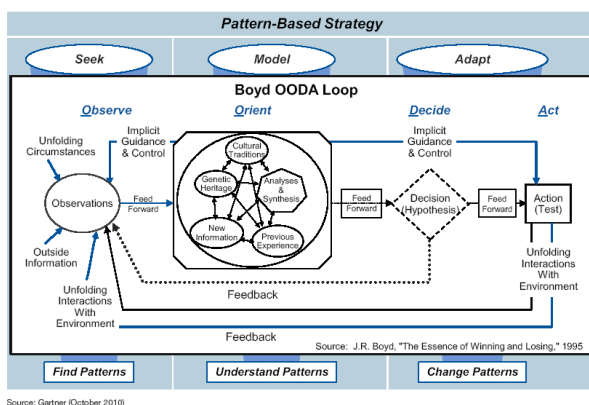 Pattern-Based Strategy
Seek
Model
Adapt
Boyd OODA Loop
Observe
Orient
Decide
Act
Implicit
Guidance
& Control
Implicit
Guidance
& Control
Unfolding
Circumstances
Observations
Feed
Forward
Cultural
Traditions
Genetic
Heritage
Analyses &
Synthesis
New
Information
Previous
Experience
Feed
Forward
Decision
(Hypothesis)
Feed
Forward
Action
(Test)
Outside
Information
Unfolding
Interactions
With
Environment
Unfolding
Interactions
With
Environment
Feedback
Feedback
Source: J.R. Boyd, "The Essence of Winning and Losing," 1995
Find Patterns
Understand Patterns
Change Patterns
Source: Gartner (October 2010)